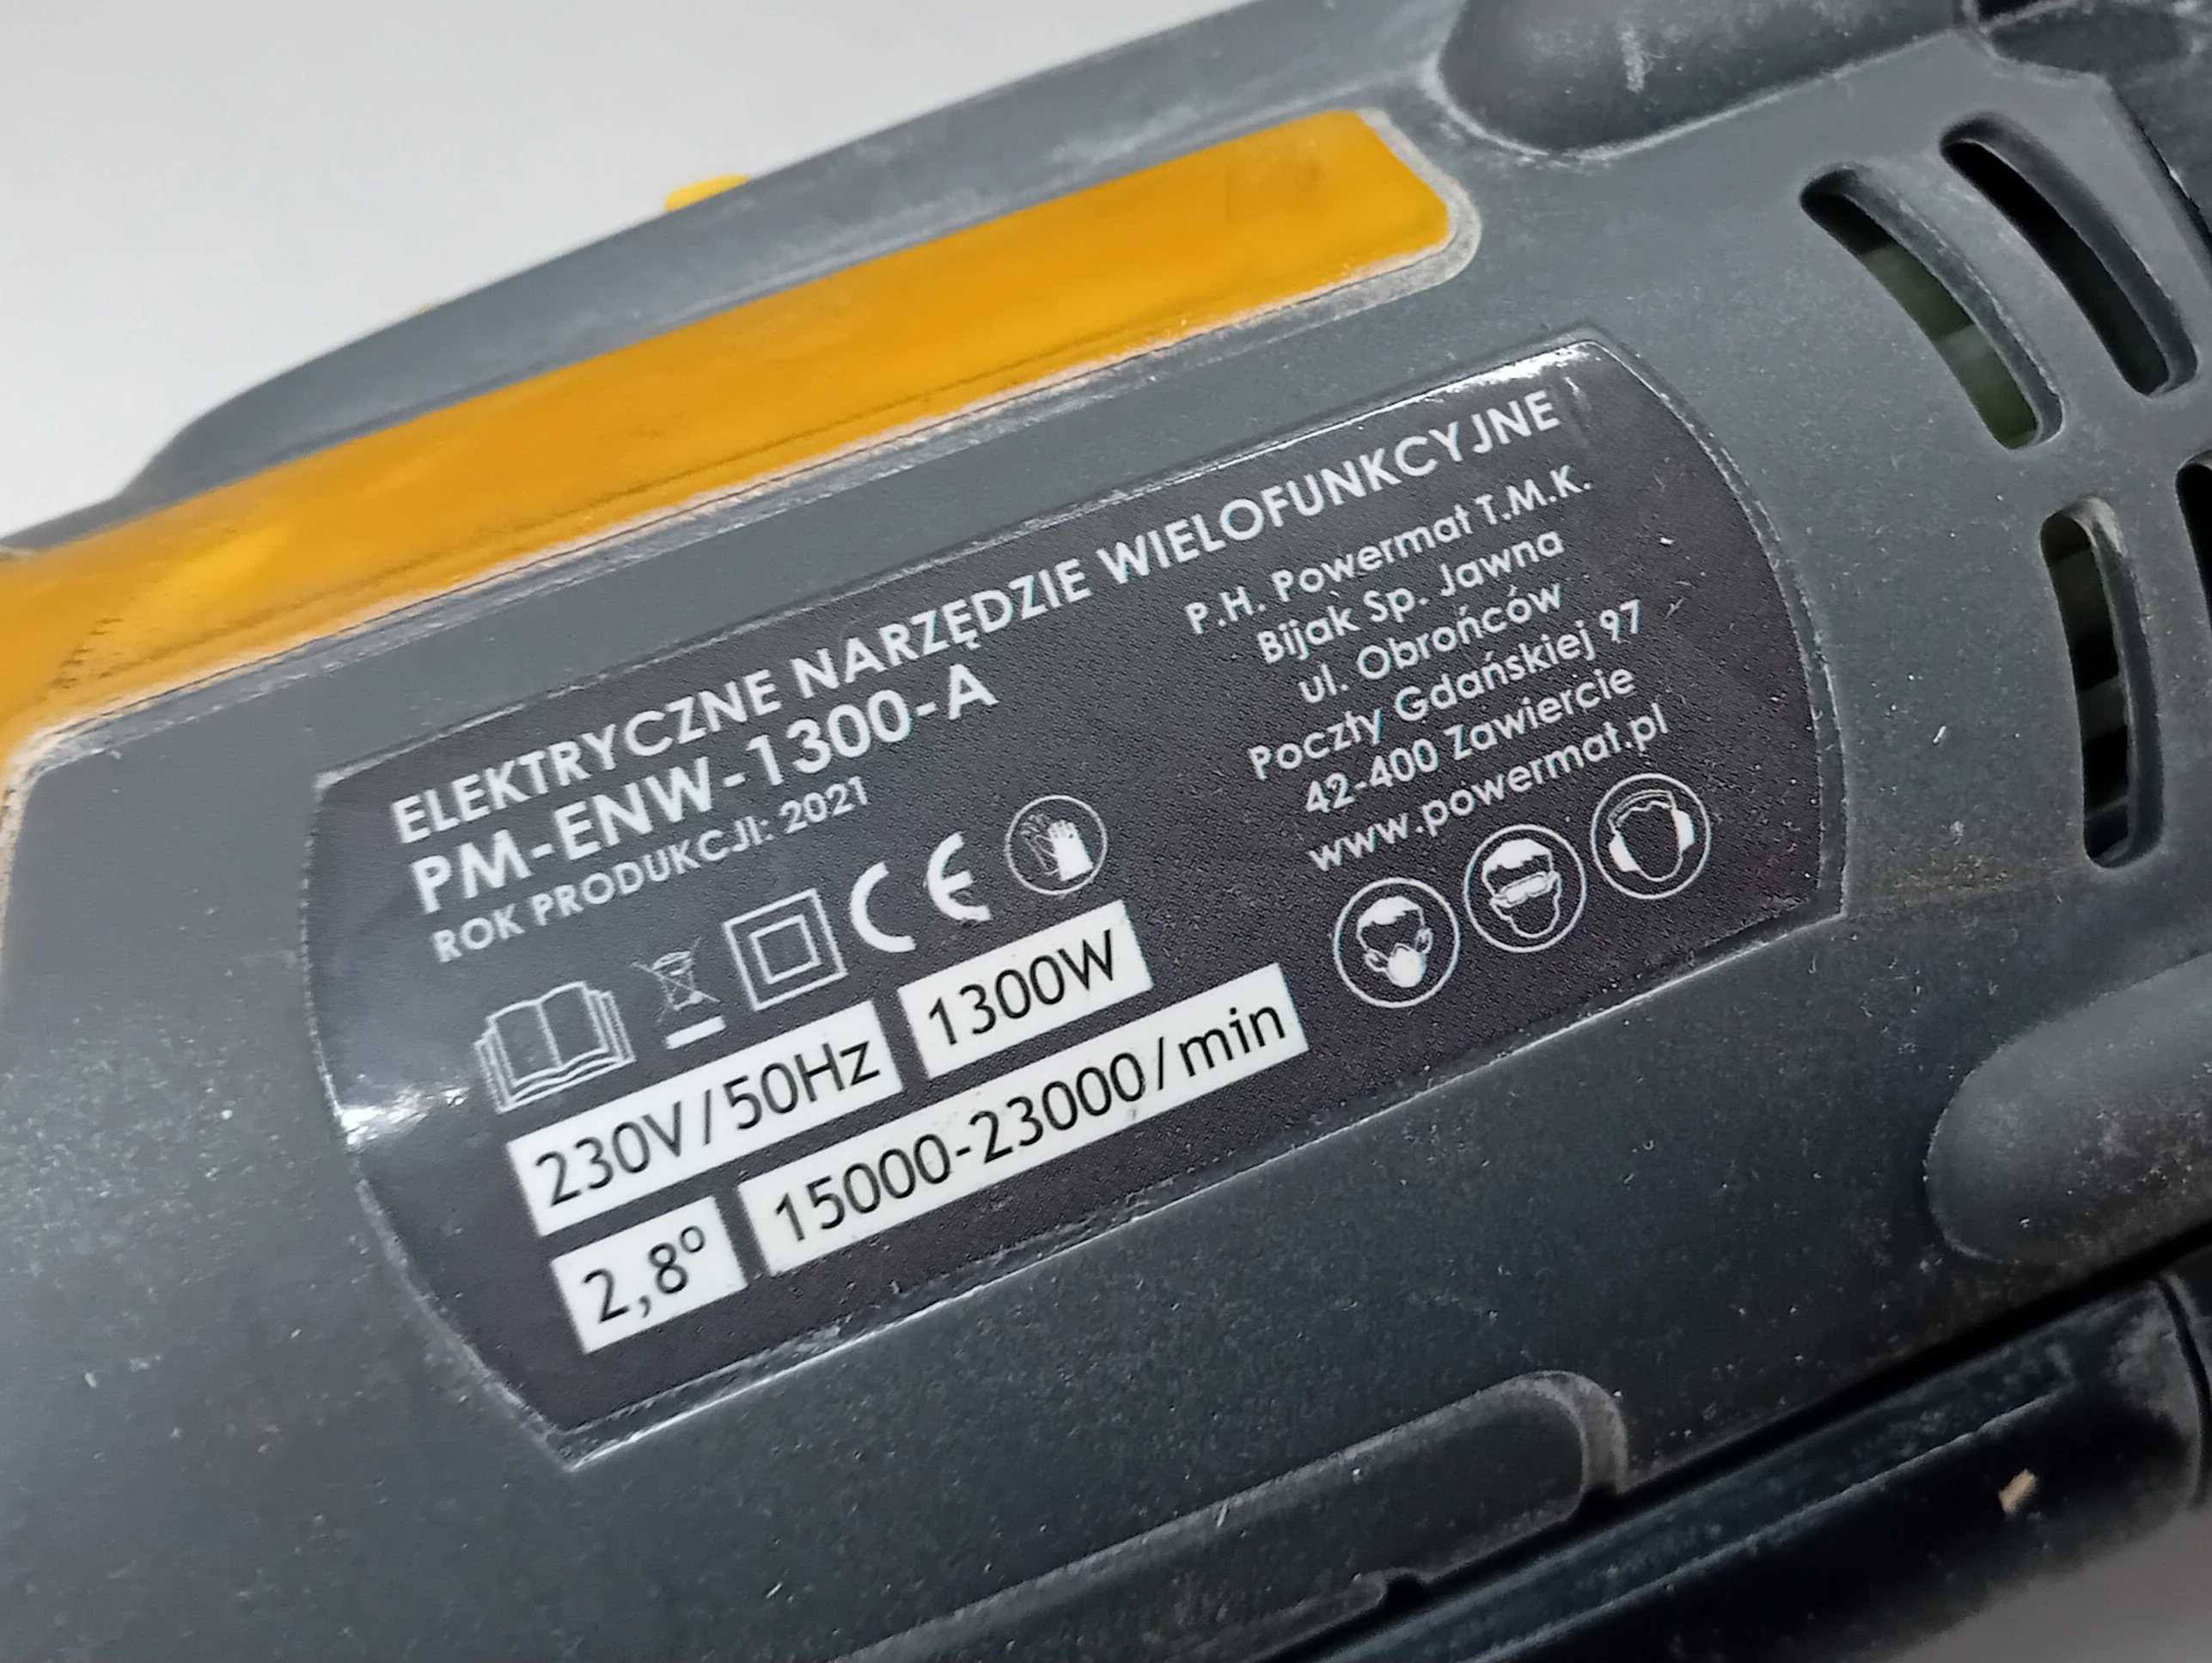 ELEKTRYCZNE NARZĘDZIE WIELOFUNKCYJNE
PM-ENW-1300-A
ROK PRODUKCJI: 2021
P.H. Powermat T.M.K.
Bijak Sp. Jawna
ul. Obrońców
Poczty Gdańskiej 97
42-400 Zawiercie
www.powermat.pl
CE
230V/50Hz
1300W
2,8°
15000-23000/min